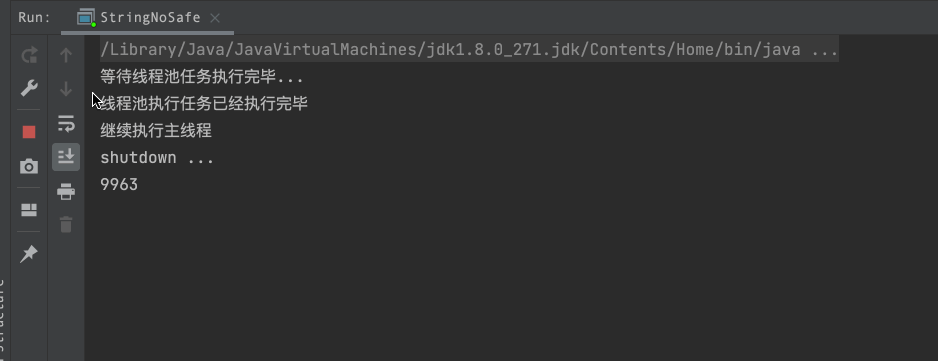 Run: StringNoSafe
/Library/Java/JavaVirtualMachines/jdk1.8.0_271.jdk/Contents/Home/bin/java ...
等待线程池任务执行完毕...
线程池执行任务已经执行完毕
继续执行主线程
shutdown ...
9963
Structure